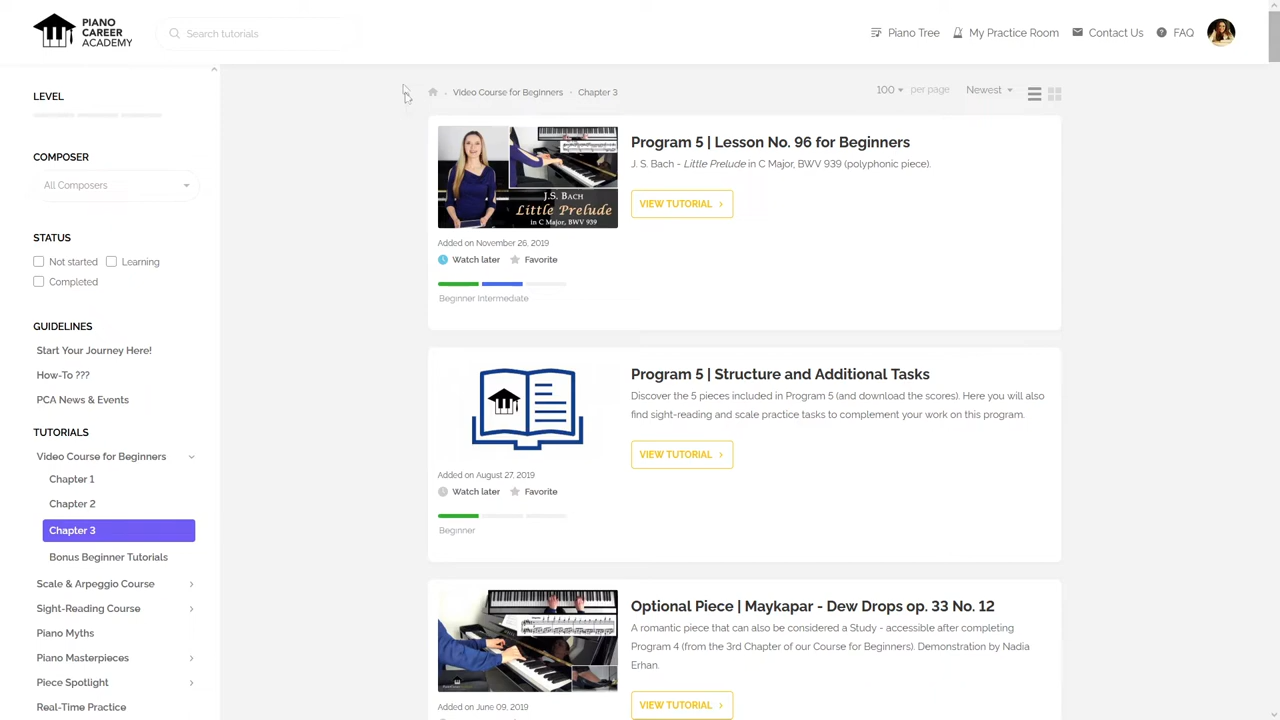 PIANO
CAREER
ACADEMY
Search tutorials
Piano Tree
My Practice Room
Contact Us
FAQ
LEVEL
COMPOSER
All Composers
STATUS
Not started
Learning
Completed
GUIDELINES
Start Your Journey Here!
How-To ???
PCA News & Events
TUTORIALS
Video Course for Beginners
Chapter 1
Chapter 2
Chapter 3
Bonus Beginner Tutorials
Scale & Arpeggio Course
Sight-Reading Course
Piano Myths
Piano Masterpieces
Piece Spotlight
Real-Time Practice
Video Course for Beginners
Chapter 3
100 per page
Newest
J.S. BACH
Little Prelude
in C Major, BWV 939
Program 5 | Lesson No. 96 for Beginners
J. S. Bach - Little Prelude in C Major, BWV 939 (polyphonic piece).
VIEW TUTORIAL
Added on November 26, 2019
Watch later
Favorite
Beginner Intermediate
Program 5 | Structure and Additional Tasks
Discover the 5 pieces included in Program 5 (and download the scores). Here you will also
find sight-reading and scale practice tasks to complement your work on this program.
VIEW TUTORIAL
Added on August 27, 2019
Watch later
Favorite
Beginner
Optional Piece | Maykapar - Dew Drops op. 33 No. 12
A romantic piece that can also be considered a Study - accessible after completing
Program 4 (from the 3rd Chapter of our Course for Beginners). Demonstration by Nadia
Erhan.
VIEW TUTORIAL
Added on June 09, 2019